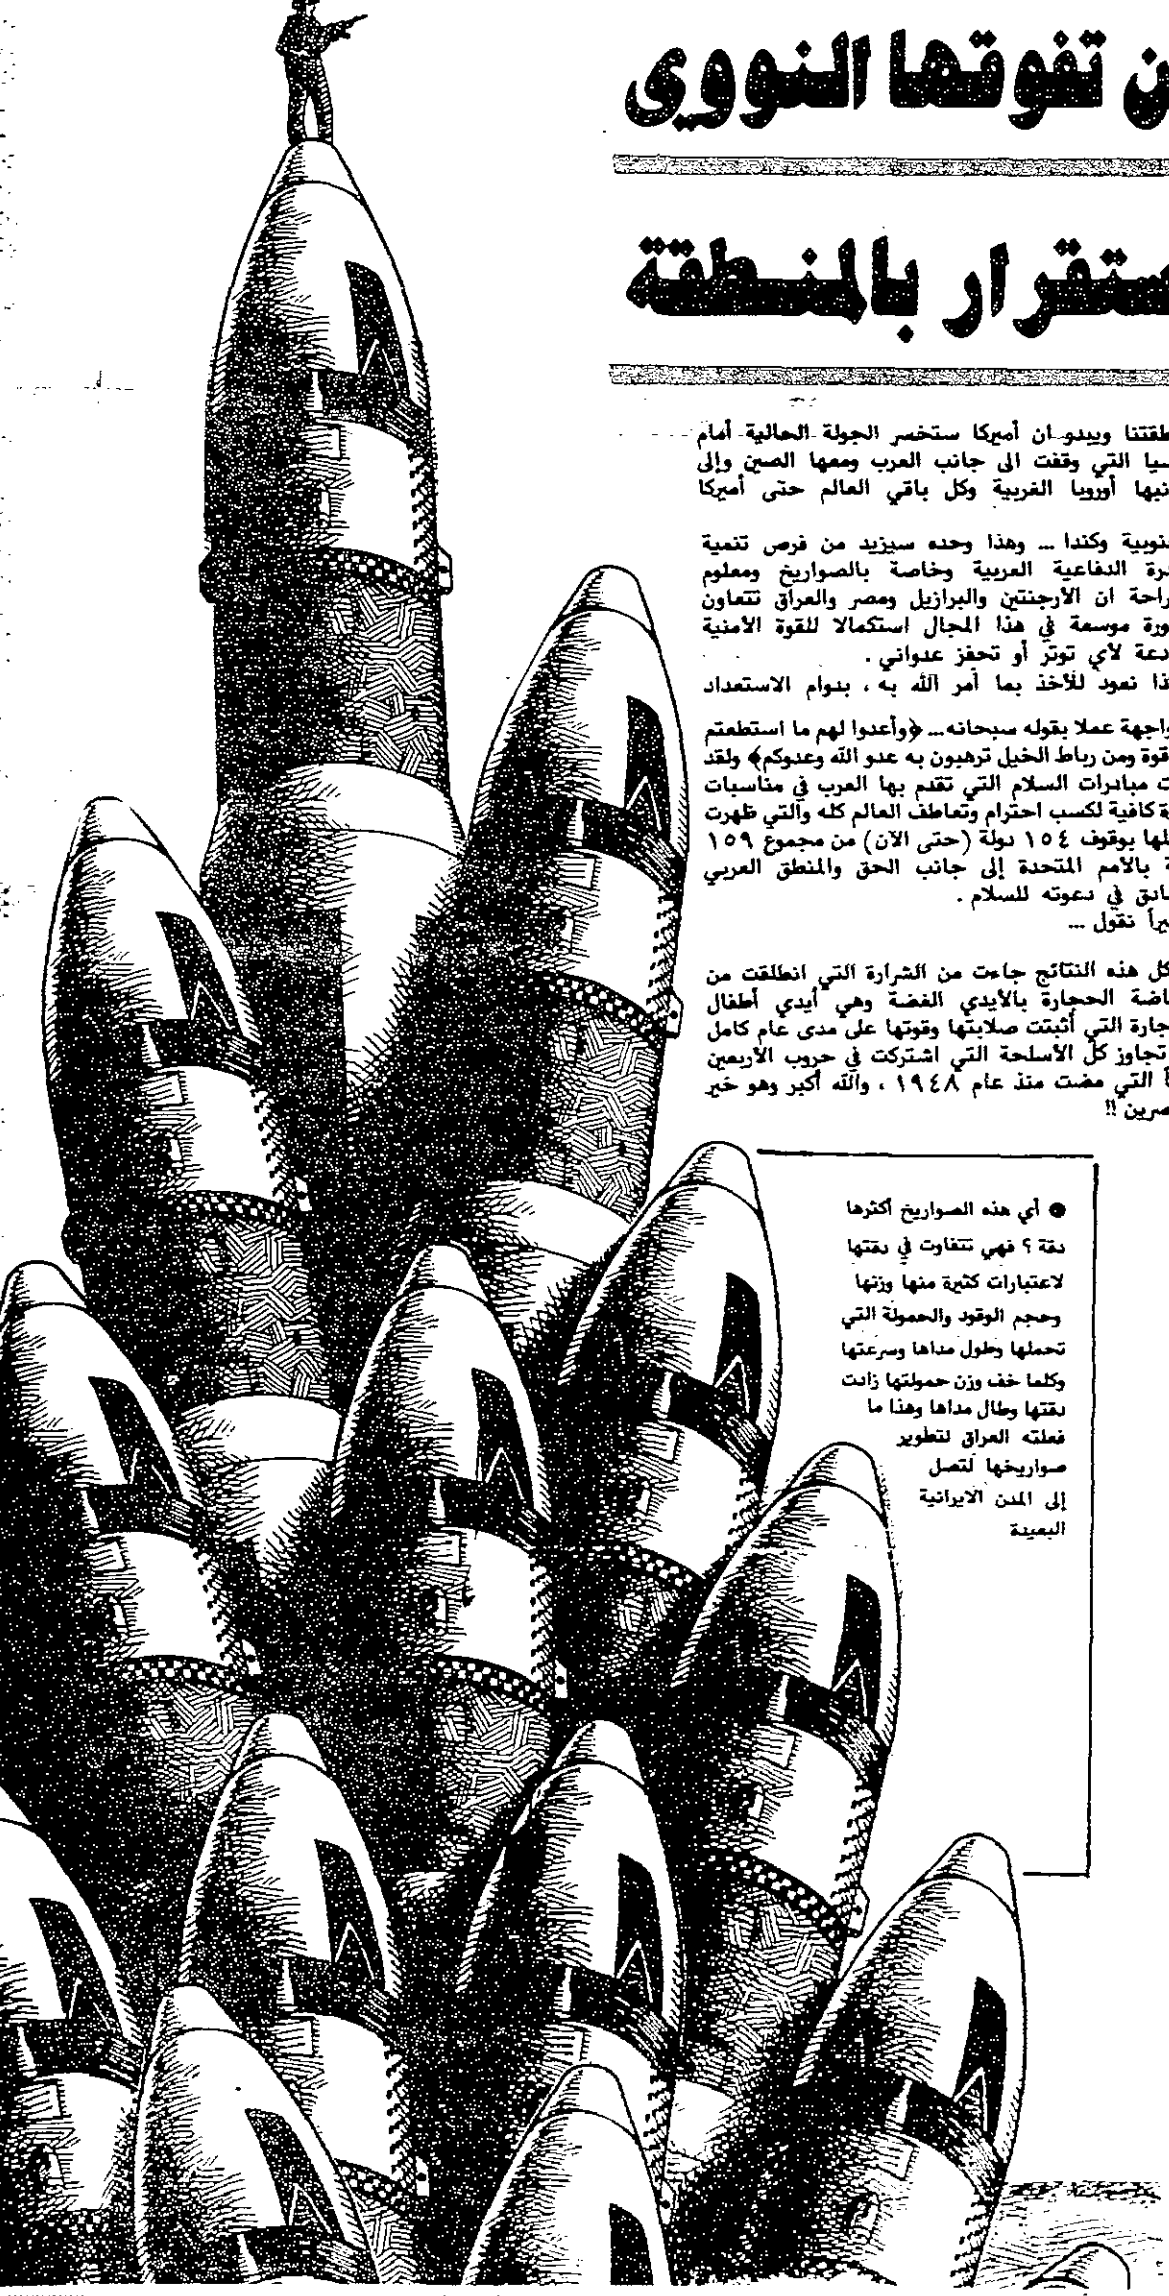 تفوقها النووي
ستقرار بالمنطقة
طقتنا ويبدو ان أميركا ستخسر الجولة الحالية أمام
سيا التي وقفت الى جانب العرب ومعها الصين وإلى
نبها أوروبا الغربية وكل باقي العالم حتى أميركا
نوبية وكندا ... وهذا وحده سيزيد من فرص تنمية
رة الدفاعية العربية وخاصة بالصواريخ ومعلوم
راحة ان الأرجنتين والبرازيل ومصر والعراق تتعاون
ورة موسعة في هذا المجال استكمالا للقوة الأمنية
دعة لأي توتر أو تحفز عدواني .
ذا نعود للأخذ بما أمر الله به ، بدوام الاستعداد
واجهة عملا بقوله سبحانه... ﴿وأعدوا لهم ما استطعتم
قوة ومن رباط الخيل ترهبون به عدو الله وعدوكم﴾ ولقد
ت مبادرات السلام التي تقدم بها العرب في مناسبات
ة كافية لكسب احترام وتعاطف العالم كله والتي ظهرت
لها بوقوف ١٥٤ دولة (حتى الآن) من مجموع ١٥٩
ة بالأمم المتحدة إلى جانب الحق والمنطق العربي
ادق في دعوته للسلام .
يراً نقول ...
كل هذه النتائج جاءت من الشرارة التي انطلقت من
اضة الحجارة بالأيدي الغضة وهي أيدي أطفال
جارة التي أثبتت صلابتها وقوتها على مدى عام كامل
تجاوز كل الأسلحة التي اشتركت في حروب الأربعين
أ التي مضت منذ عام ١٩٤٨ ، والله أكبر وهو خير
صرين !!
● أي هذه الصواريخ أكثرها
دقة ؟ فهي تتفاوت في دقتها
لاعتبارات كثيرة منها وزنها
وحجم الوقود والحمولة التي
تحملها وطول مداها وسرعتها
وكلما خف وزن حمولتها زادت
دقتها وطال مداها وهذا ما
فعلته العراق لتطوير
صواريخها لتصل
إلى المدن الايرانية
البعيدة